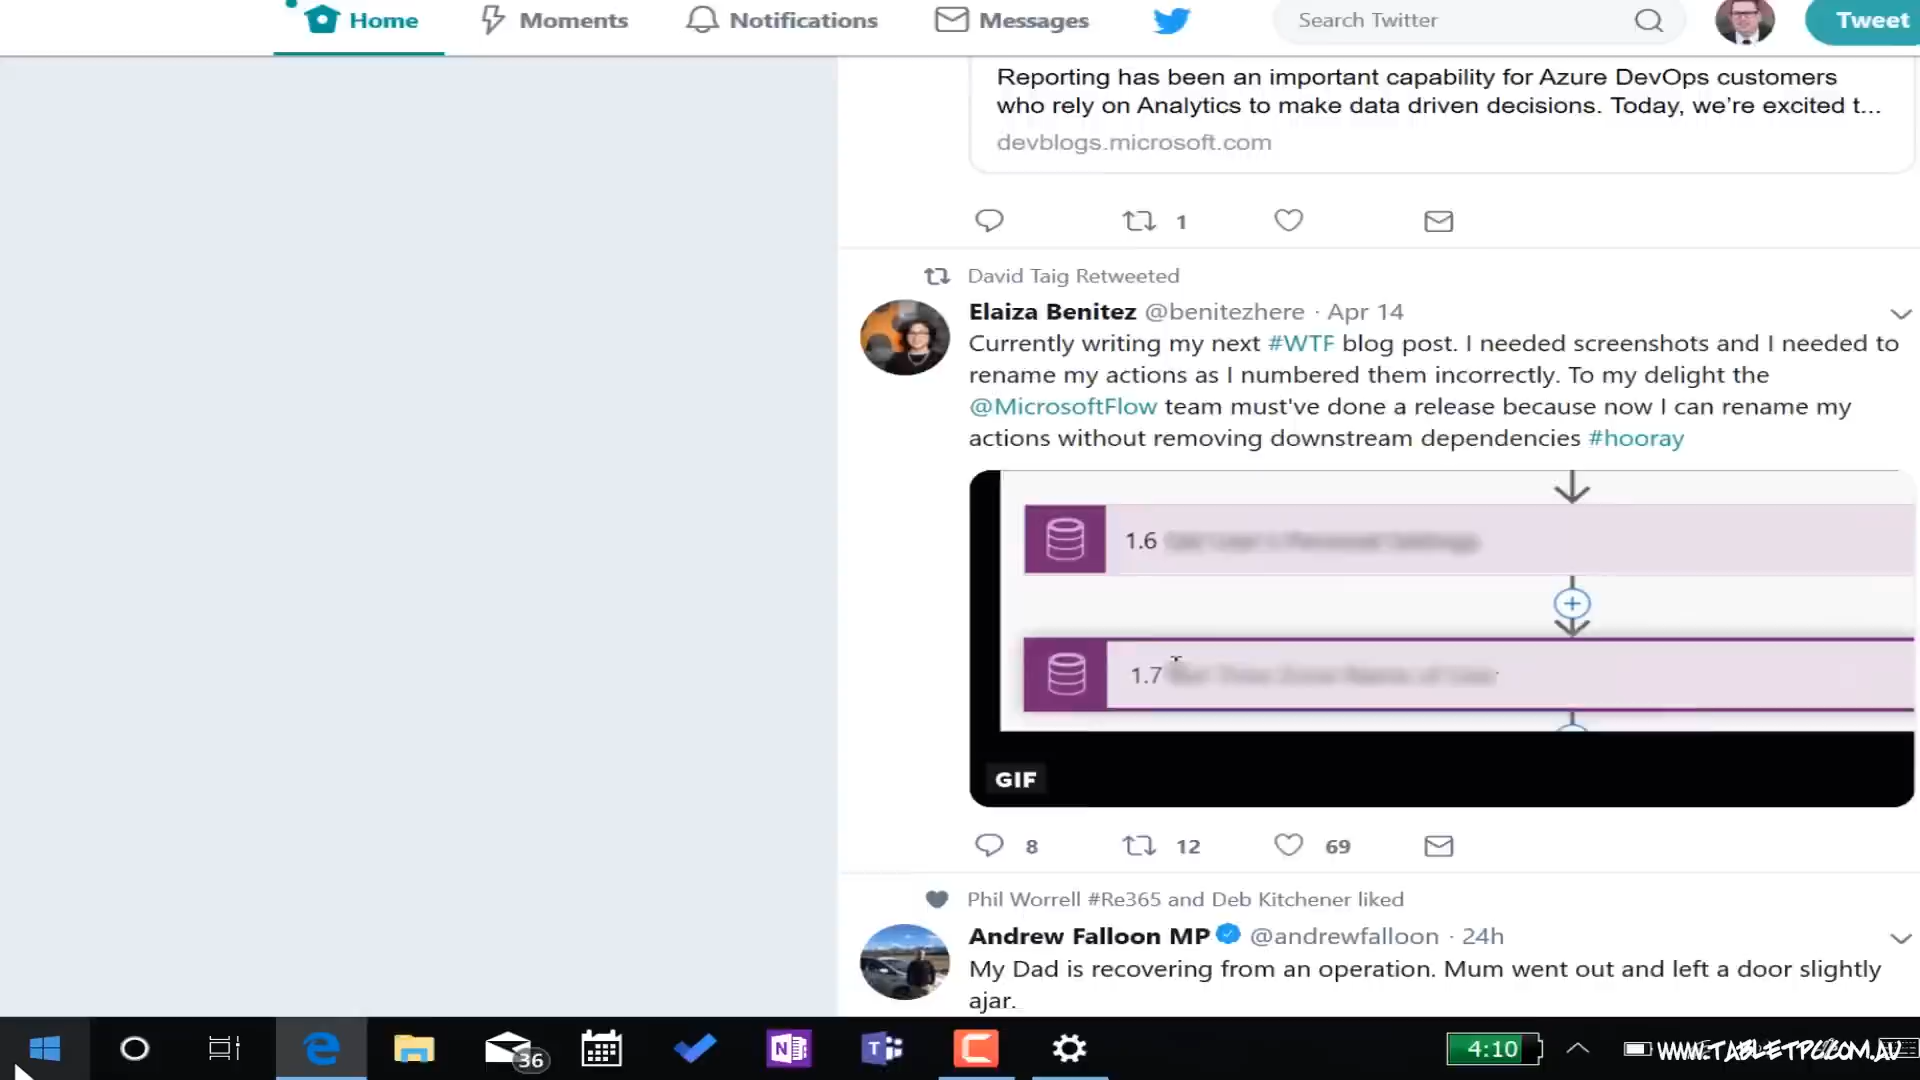 Home
Moments
Notifications
Messages
Search Twitter
Tweet
Reporting has been an important capability for Azure DevOps customers
who rely on Analytics to make data driven decisions. Today, we're excited t...
devblogs.microsoft.com
1
David Taig Retweeted
Elaiza Benitez @benitezhere · Apr 14
Currently writing my next #WTF blog post. I needed screenshots and I needed to
rename my actions as I numbered them incorrectly. To my delight the
@MicrosoftFlow team must've done a release because now I can rename my
actions without removing downstream dependencies #hooray
1.6
1.7
GIF
8 12 69
Phil Worrell #Re365 and Deb Kitchener liked
Andrew Falloon MP @andrewfalloon · 24h
My Dad is recovering from an operation. Mum went out and left a door slightly
ajar.
36
4:10
WWW.TABLETPC.COM.AU